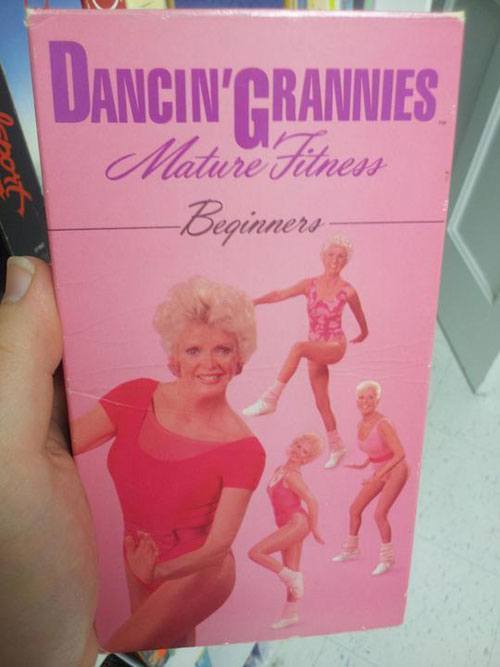 DANCIN' GRANNIES
Mature Fitness
Beginners